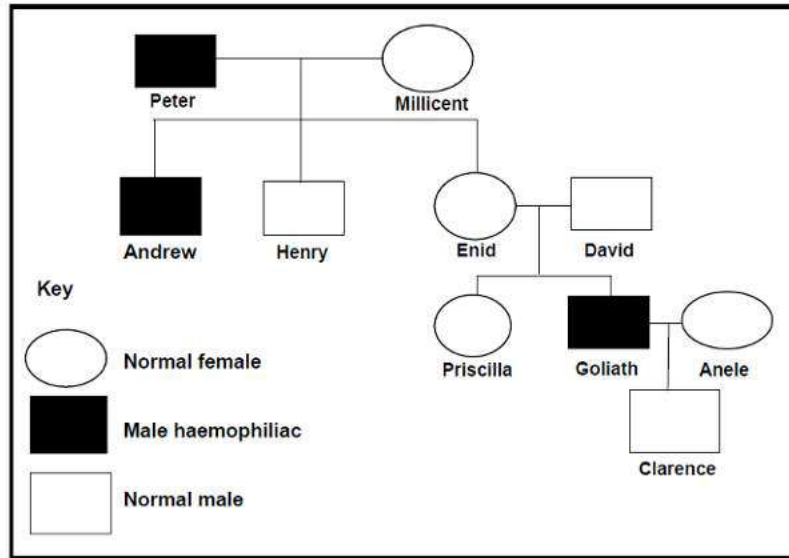 Peter
Millicent
Andrew
Henry
Enid
David
Key
Priscilla
Goliath
Anele
Normal female
Male haemophiliac
Clarence
Normal male